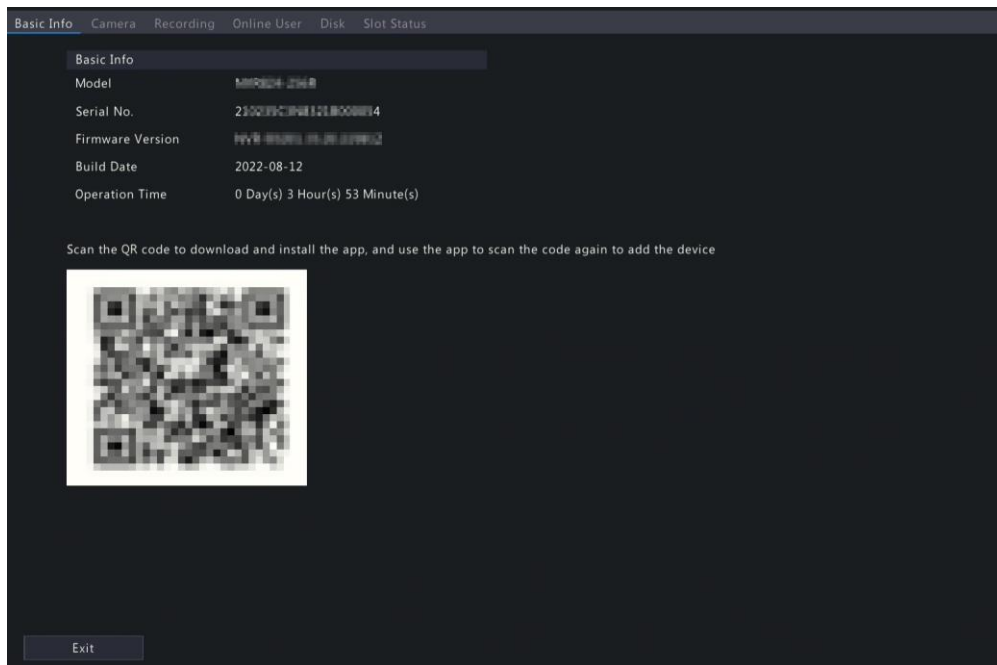 Basic Info Camera Recording Online User Disk Slot Status
Basic Info
Model
Serial No.
Firmware Version
Build Date 2022-08-12
Operation Time 0 Day(s) 3 Hour(s) 53 Minute(s)
Scan the QR code to download and install the app, and use the app to scan the code again to add the device
Exit